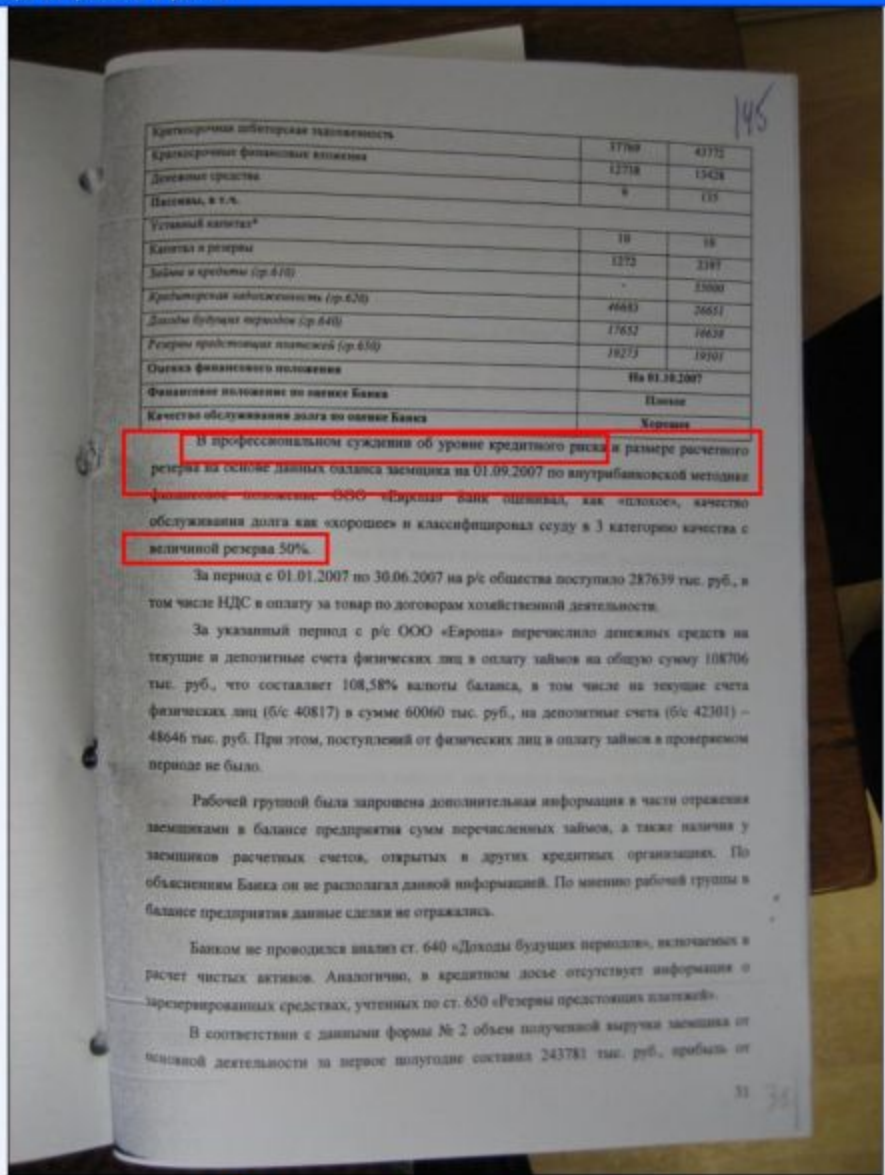 145
Краткосрочная дебиторская задолженность 37769 43772
Краткосрочные финансовые вложения 12738 13428
Денежные средства 9 135
Пассивы, в т.ч.
Уставный капитал* 10 10
Капитал и резервы 1272 2397
Займы и кредиты (ср.610) - 33000
Кредиторская задолженность (ср.620) 46683 26651
Доходы будущих периодов (ср.640) 17652 16628
Резервы предстоящих платежей (ср.650) 19273 19501
Оценка финансового положения На 01.10.2007
Финансовое положение по оценке Банка Плохое
Качество обслуживания долга по оценке Банка Хорошее
В профессиональном суждении об уровне кредитного риска и размере расчетного
резерва на основе данных баланса заемщика на 01.09.2007 по внутрибанковской методике
финансовое положение ООО «Европа» Банк оценивал, как «плохое», качество
обслуживания долга как «хорошее» и классифицировал ссуду в 3 категорию качества с
величиной резерва 50%.
За период с 01.01.2007 по 30.06.2007 на р/с общества поступило 287639 тыс. руб., в
том числе НДС в оплату за товар по договорам хозяйственной деятельности.
За указанный период с р/с ООО «Европа» перечислило денежных средств на
текущие и депозитные счета физических лиц в оплату займов на общую сумму 108706
тыс. руб., что составляет 108,58% валюты баланса, в том числе на текущие счета
физических лиц (б/с 40817) в сумме 60060 тыс. руб., на депозитные счета (б/с 42301) –
48646 тыс. руб. При этом, поступлений от физических лиц в оплату займов в проверяемом
периоде не было.
Рабочей группой была запрошена дополнительная информация в части отражения
заемщиками в балансе предприятия сумм перечисленных займов, а также наличия у
заемщиков расчетных счетов, открытых в других кредитных организациях. По
объяснениям Банка он не располагал данной информацией. По мнению рабочей группы в
балансе предприятия данные сделки не отражались.
Банком не проводился анализ ст. 640 «Доходы будущих периодов», включаемых в
расчет чистых активов. Аналогично, в кредитном досье отсутствует информация о
зарезервированных средствах, учтенных по ст. 650 «Резервы предстоящих платежей».
В соответствии с данными формы № 2 объем полученной выручки заемщика от
основной деятельности за первое полугодие составил 243781 тыс. руб., прибыль от
31